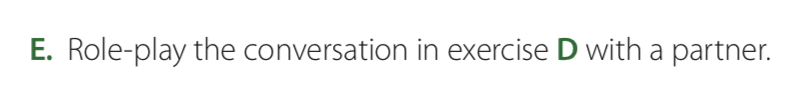 E. Role-play the conversation in exercise D with a partner.